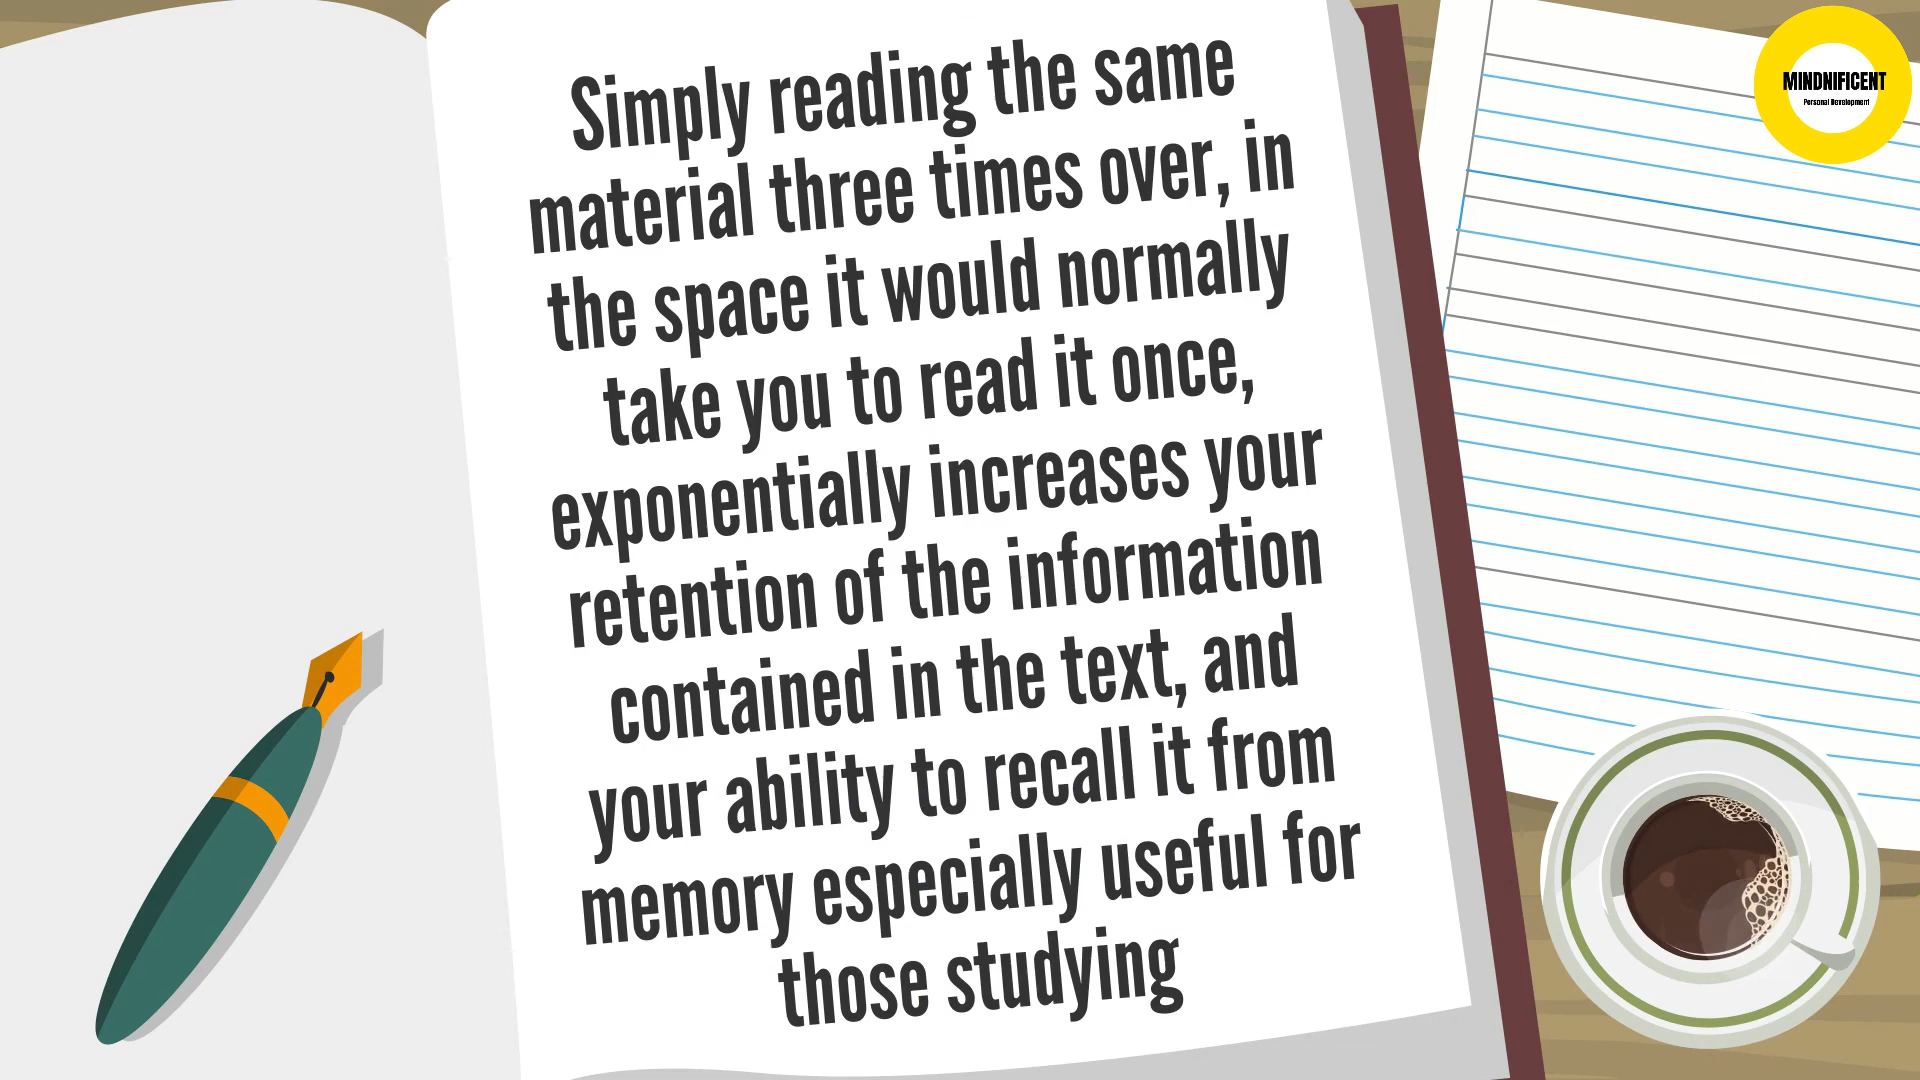 Simply reading the same
material three times over, in
the space it would normally
take you to read it once,
exponentially increases your
retention of the information
contained in the text, and
your ability to recall it from
memory especially useful for
those studying
MINDNIFICENT
Personal Development